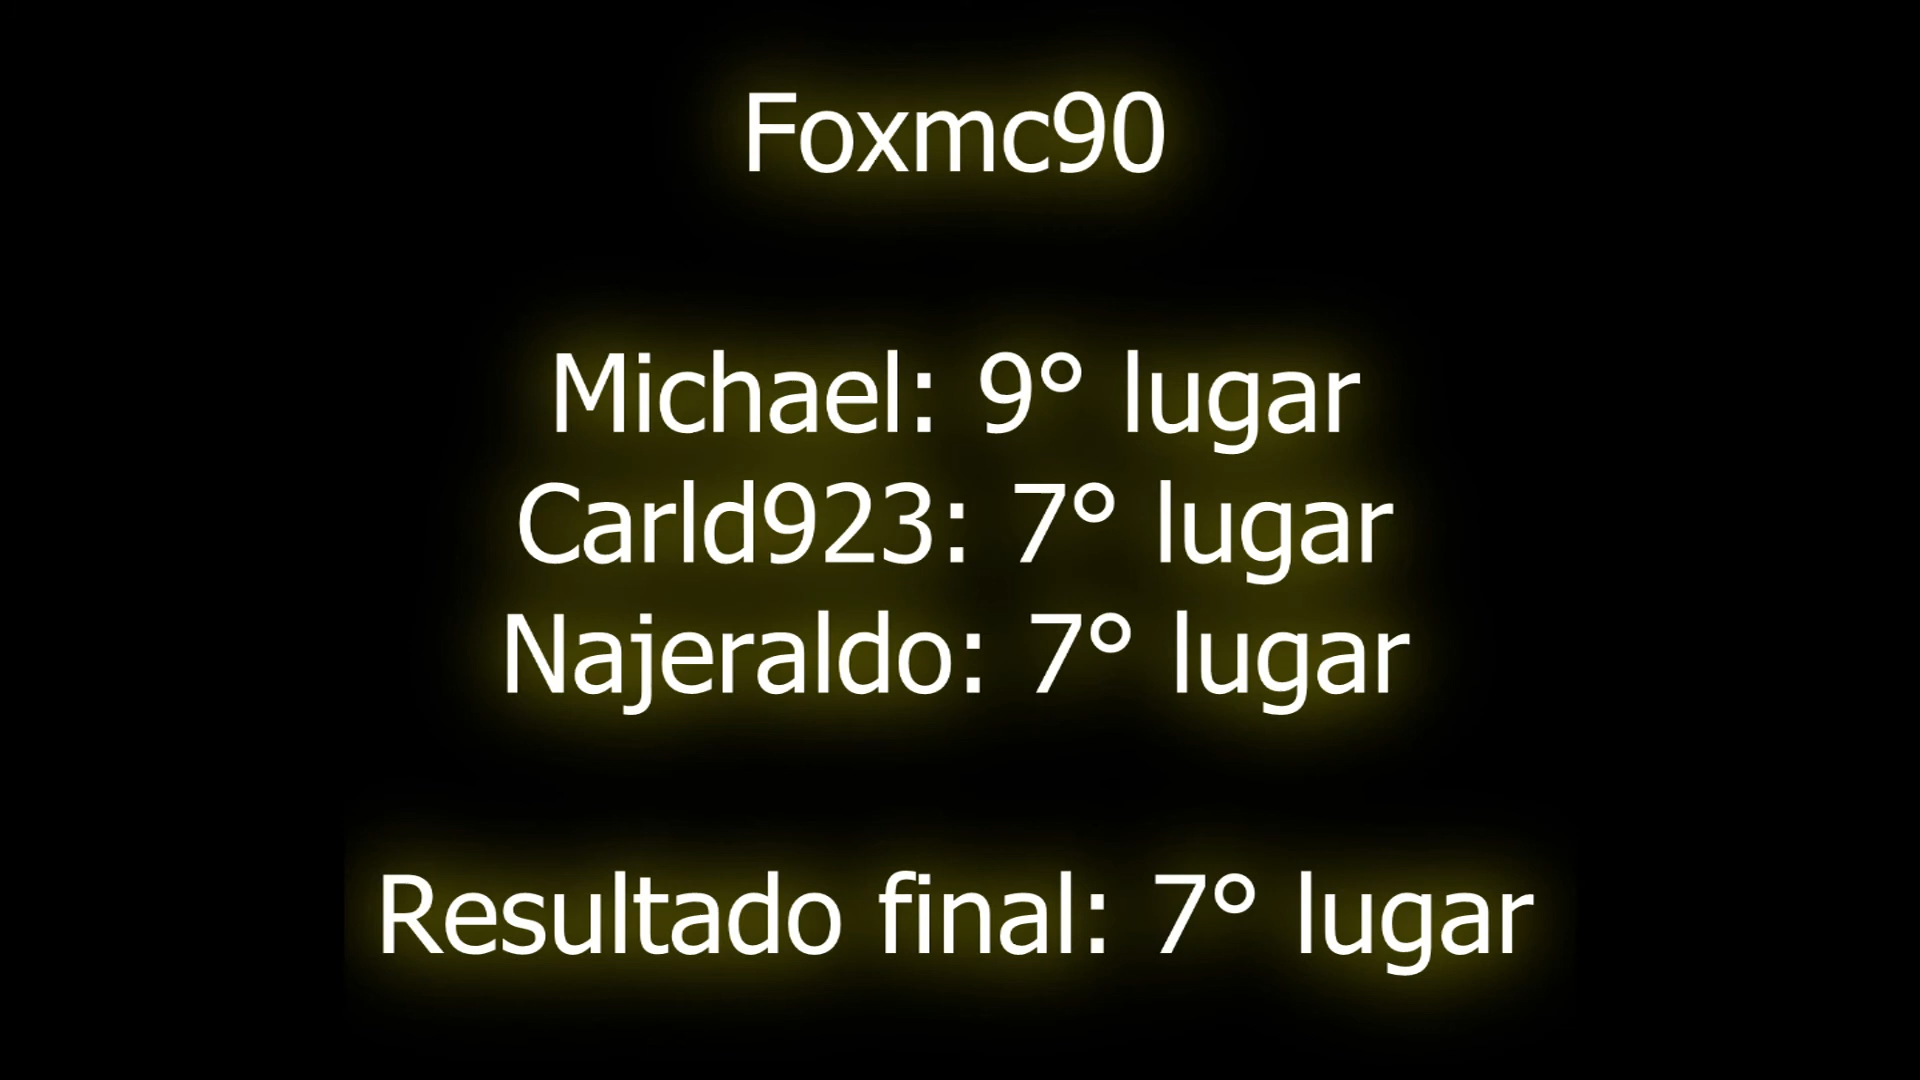 Foxmc90
Michael: 9° lugar
Carld923: 7° lugar
Najeraldo: 7° lugar
Resultado final: 7° lugar